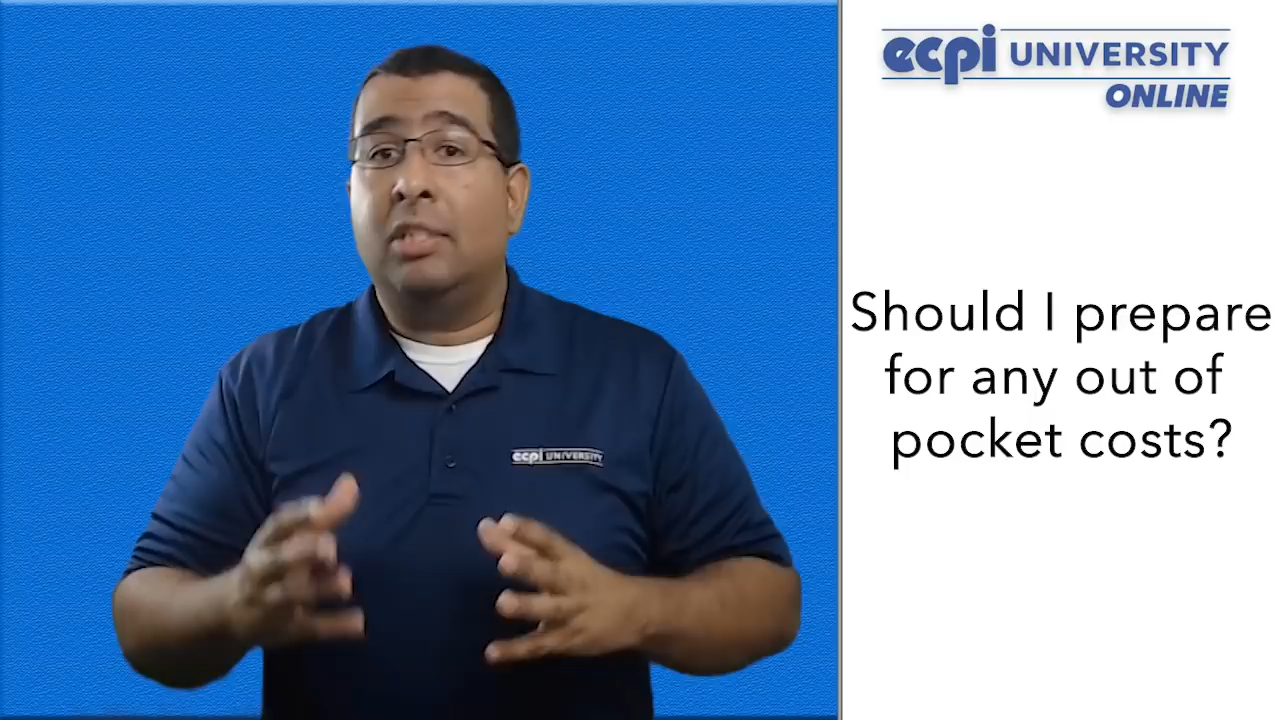 ecpi UNIVERSITY
ONLINE
Should I prepare
for any out of
pocket costs?
ecpi UNIVERSITY